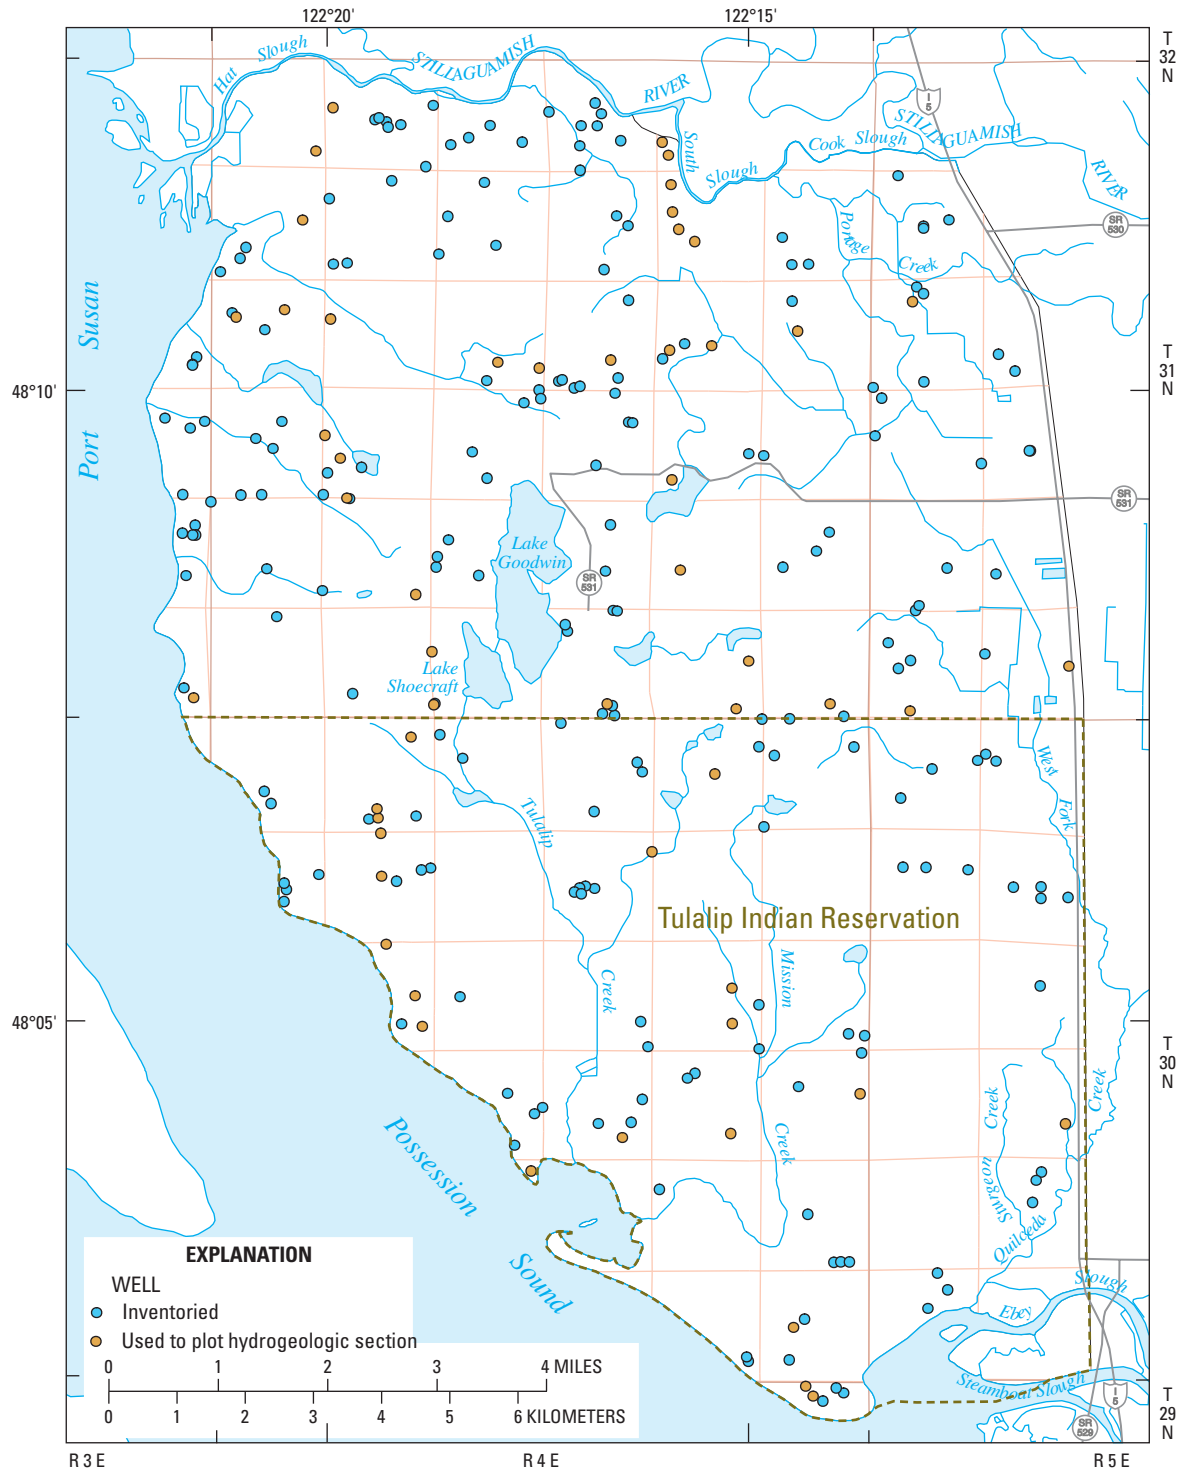 122°20'
122°15'
T
32
N
Hat
Slough
STILLAGUAMISH
RIVER
I
5
STILLAGUAMISH
RIVER
South
Slough
Cook Slough
SR
530
Portage
Creek
Port Susan
T
31
N
48°10'
SR
531
Lake
Goodwin
SR
531
Lake
Shoecraft
West
Fork
Tulalip
Tulalip Indian Reservation
Creek
Mission
48°05'
T
30
N
Creek
Creek
Creek
Sturgeon
Quilceda
Possession
Sound
Slough
Ebey
Steamboat Slough
I
5
SR
529
T
29
N
EXPLANATION
WELL
Inventoried
Used to plot hydrogeologic section
0 1 2 3 4 MILES
0 1 2 3 4 5 6 KILOMETERS
R 3 E
R 4 E
R 5 E